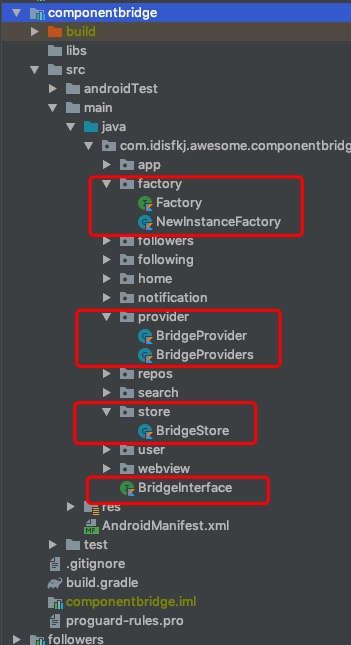 componentbridge
build
libs
src
androidTest
main
java
com.idisfkj.awesome.componentbridg
app
factory
Factory
NewInstanceFactory
followers
following
home
notification
provider
BridgeProvider
BridgeProviders
repos
search
store
BridgeStore
user
webview
BridgeInterface
res
AndroidManifest.xml
test
.gitignore
build.gradle
componentbridge.iml
proguard-rules.pro
followers